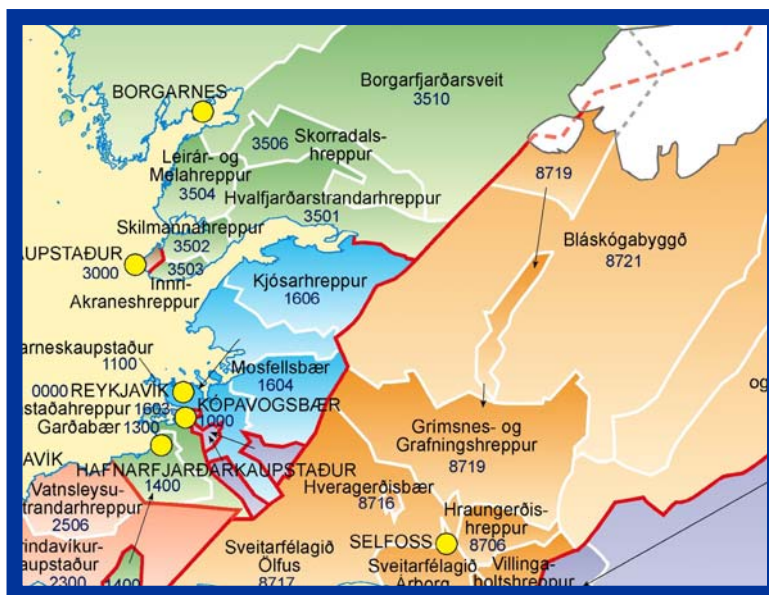 BORGARNES
Borgarfjarðarsveit
3510
3506
Skorradals-
hreppur
Leirár- og
Melahreppur
3504
Hvalfjarðarstrandarhreppur
3501
Skilmannahreppur
3502
AUPSTAÐUR
3000
3503
Innri-
Akraneshreppur
8719
Bláskógabyggð
8721
Kjósarhreppur
1606
arneskaupstaður
1100
Mosfellsbær
1604
0000 REYKJAVÍK
staðahreppur 1603
KÓPAVOGSBÆR
1000
Garðabær 1300
AVÍK
HAFNARFJARÐARKAUPSTAÐUR
1400
Grímsnes- og
Grafningshreppur
8719
og
Vatnsleysu-
trandarhreppur
2506
Hveragerðisbær
8716
Hraungerðis-
hreppur
8706
SELFOSS
rindavíkur-
aupstaður
2300
1400
Sveitarfélagið
Ölfus
8717
Sveitarfélagið
Árborg
Villinga-
holtshreppur